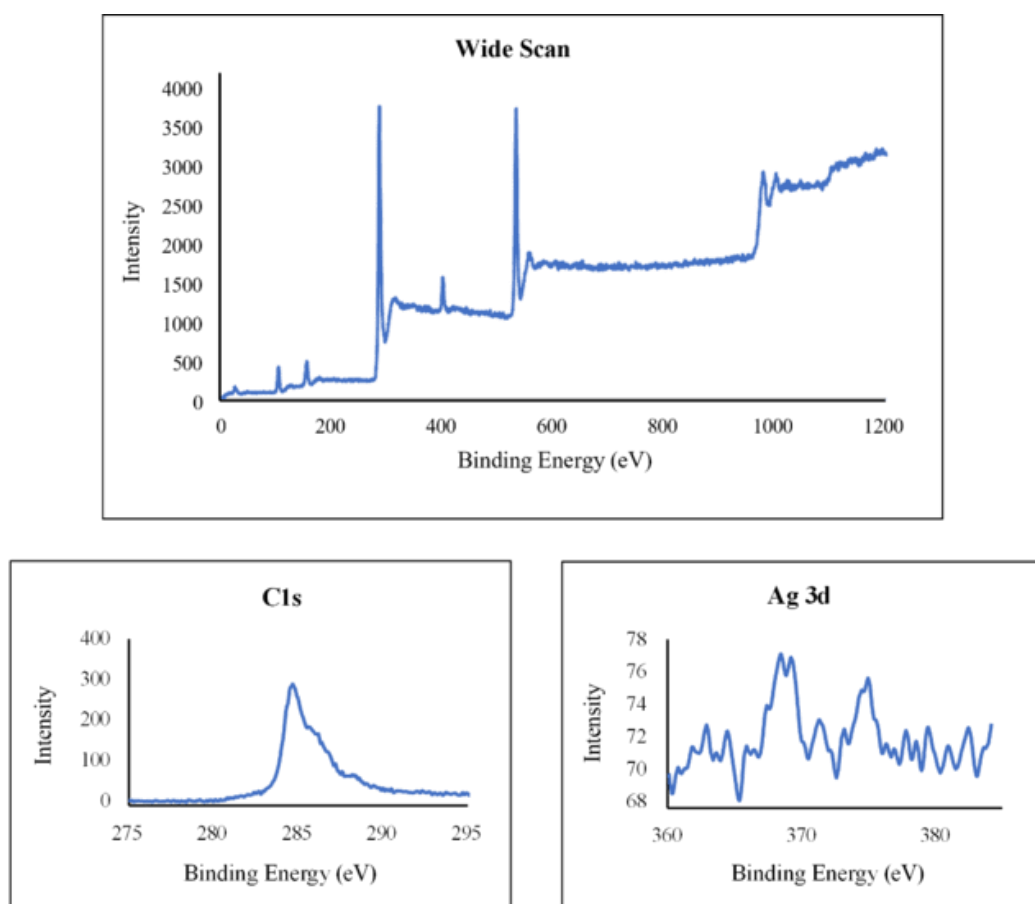 Wide Scan
4000
3500
3000
2500
2000
1500
1000
500
0
Intensity
0 200 400 600 800 1000 1200
Binding Energy (eV)
C1s
400
300
200
100
0
Intensity
275 280 285 290 295
Binding Energy (eV)
Ag 3d
78
76
74
72
70
68
Intensity
360 370 380
Binding Energy (eV)